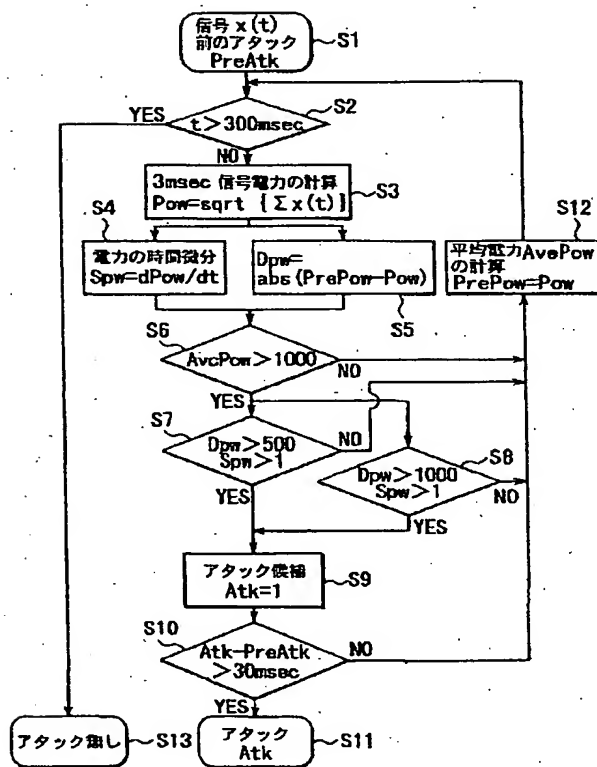 信号 x(t)
前のアタック
PreAtk
S1
S2
YES
t>300msec
NO
3msec 信号電力の計算
Pow=sqrt {Σx(t)}
S3
S4
電力の時間微分
Spw=dPow/dt
Dpw=
abs(PrePow-Pow)
S5
S12
平均電力AvePow
の計算
PrePow=Pow
S6
AvcPow>1000
NO
YES
S7
Dpw>500
Spw>1
NO
YES
S8
Dpw>1000
Spw>1
NO
YES
アタック候補
Atk=1
S9
S10
Atk-PreAtk
>30msec
NO
YES
アタック無し
S13
アタック
Atk
S11